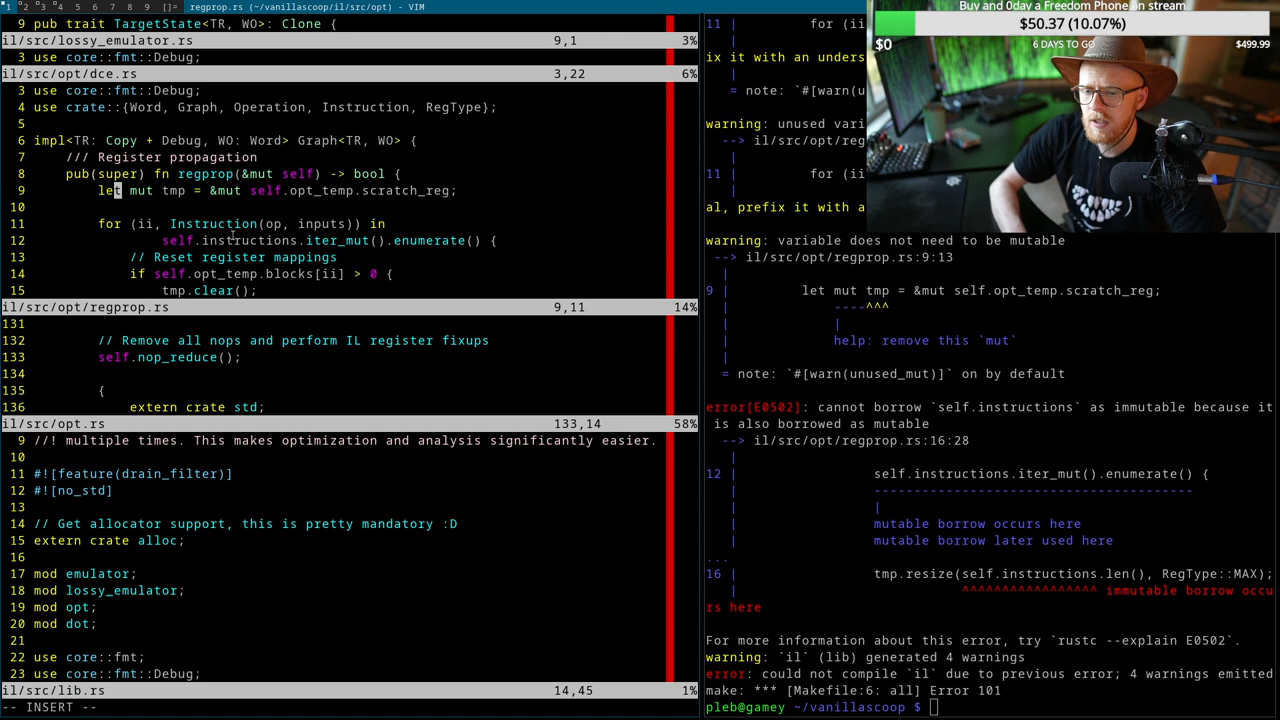 1 2 3 4 5 6 7 8 9 []= regprop.rs (~/vanillascoop/il/src/opt) - VIM
9 pub trait TargetState<TR, WO>: Clone {
il/src/lossy_emulator.rs 9,1 3%
3 use core::fmt::Debug;
il/src/opt/dce.rs 3,22 6%
3 use core::fmt::Debug;
4 use crate::{Word, Graph, Operation, Instruction, RegType};
5
6 impl<TR: Copy + Debug, WO: Word> Graph<TR, WO> {
7 /// Register propagation
8 pub(super) fn regprop(&mut self) -> bool {
9 let mut tmp = &mut self.opt_temp.scratch_reg;
10
11 for (ii, Instruction(op, inputs)) in
12 self.instructions.iter_mut().enumerate() {
13 // Reset register mappings
14 if self.opt_temp.blocks[ii] > 0 {
15 tmp.clear();
il/src/opt/regprop.rs 9,11 14%
131
132 // Remove all nops and perform IL register fixups
133 self.nop_reduce();
134
135 {
136 extern crate std;
il/src/opt.rs 133,14 58%
9 //! multiple times. This makes optimization and analysis significantly easier.
10
11 #![feature(drain_filter)]
12 #![no_std]
13
14 // Get allocator support, this is pretty mandatory :D
15 extern crate alloc;
16
17 mod emulator;
18 mod lossy_emulator;
19 mod opt;
20 mod dot;
21
22 use core::fmt;
23 use core::fmt::Debug;
il/src/lib.rs 14,45 1%
-- INSERT --
11 | for (ii
|
ix it with an unders
|
= note: `#[warn(u
warning: unused vari
--> il/src/opt/reg
|
11 | for (ii
|
al, prefix it with a
warning: variable does not need to be mutable
--> il/src/opt/regprop.rs:9:13
|
9 | let mut tmp = &mut self.opt_temp.scratch_reg;
| ----^^^
| |
| help: remove this `mut`
|
= note: `#[warn(unused_mut)]` on by default
error[E0502]: cannot borrow `self.instructions` as immutable because it
is also borrowed as mutable
--> il/src/opt/regprop.rs:16:28
|
12 | self.instructions.iter_mut().enumerate() {
| ----------------------------------------
| |
| mutable borrow occurs here
| mutable borrow later used here
...
16 | tmp.resize(self.instructions.len(), RegType::MAX);
| ^^^^^^^^^^^^^^^^^ immutable borrow occu
rs here
For more information about this error, try `rustc --explain E0502`.
warning: `il` (lib) generated 4 warnings
error: could not compile `il` due to previous error; 4 warnings emitted
make: *** [Makefile:6: all] Error 101
pleb@gamey ~/vanillascoop $
Buy and 0day a Freedom Phone on stream
$50.37 (10.07%)
$0 6 DAYS TO GO $499.99